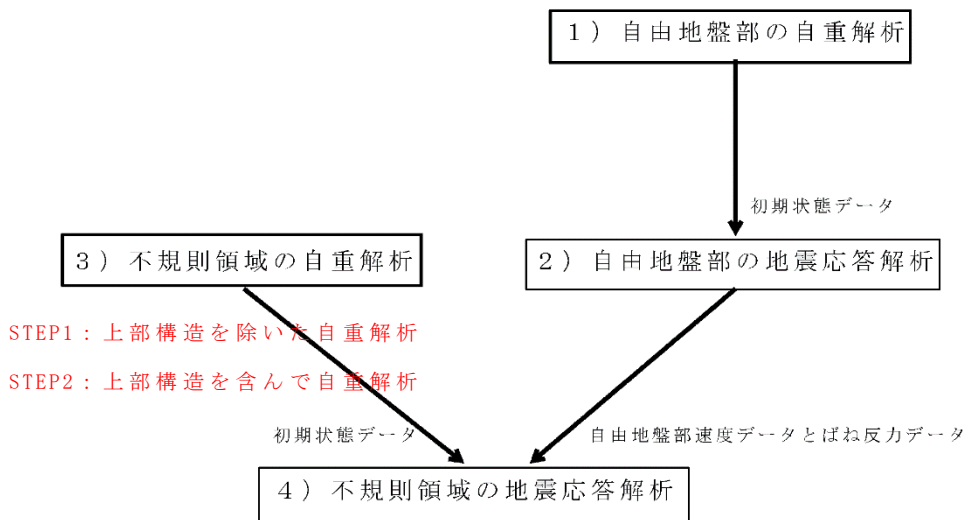 1) 自由地盤部の自重解析
初期状態データ
3) 不規則領域の自重解析
2) 自由地盤部の地震応答解析
STEP1：上部構造を除いた自重解析
STEP2：上部構造を含んで自重解析
初期状態データ
自由地盤部速度データとばね反力データ
4) 不規則領域の地震応答解析